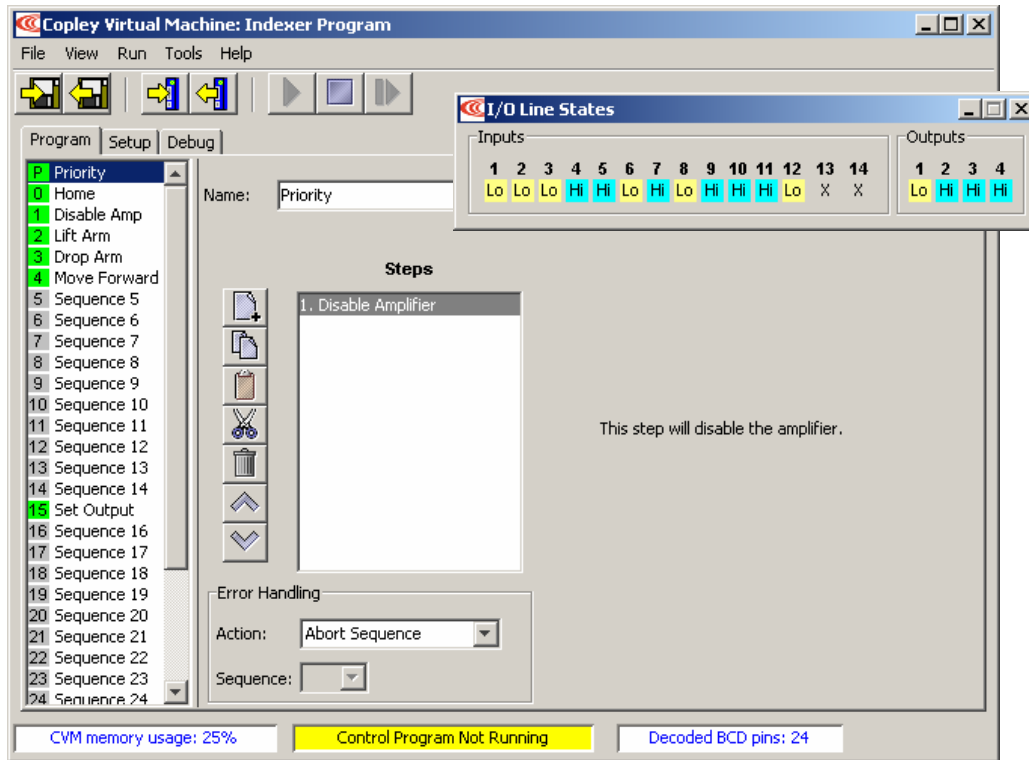 Copley Virtual Machine: Indexer Program
File View Run Tools Help
I/O Line States
Inputs
1 2 3 4 5 6 7 8 9 10 11 12 13 14
Lo Lo Lo Hi Hi Lo Hi Lo Hi Hi Hi Lo X X
Outputs
1 2 3 4
Lo Hi Hi Hi
Program Setup Debug
P Priority
0 Home
1 Disable Amp
2 Lift Arm
3 Drop Arm
4 Move Forward
5 Sequence 5
6 Sequence 6
7 Sequence 7
8 Sequence 8
9 Sequence 9
10 Sequence 10
11 Sequence 11
12 Sequence 12
13 Sequence 13
14 Sequence 14
15 Set Output
16 Sequence 16
17 Sequence 17
18 Sequence 18
19 Sequence 19
20 Sequence 20
21 Sequence 21
22 Sequence 22
23 Sequence 23
24 Sequence 24
Name: Priority
Steps
1. Disable Amplifier
This step will disable the amplifier.
Error Handling
Action: Abort Sequence
Sequence:
CVM memory usage: 25%
Control Program Not Running
Decoded BCD pins: 24